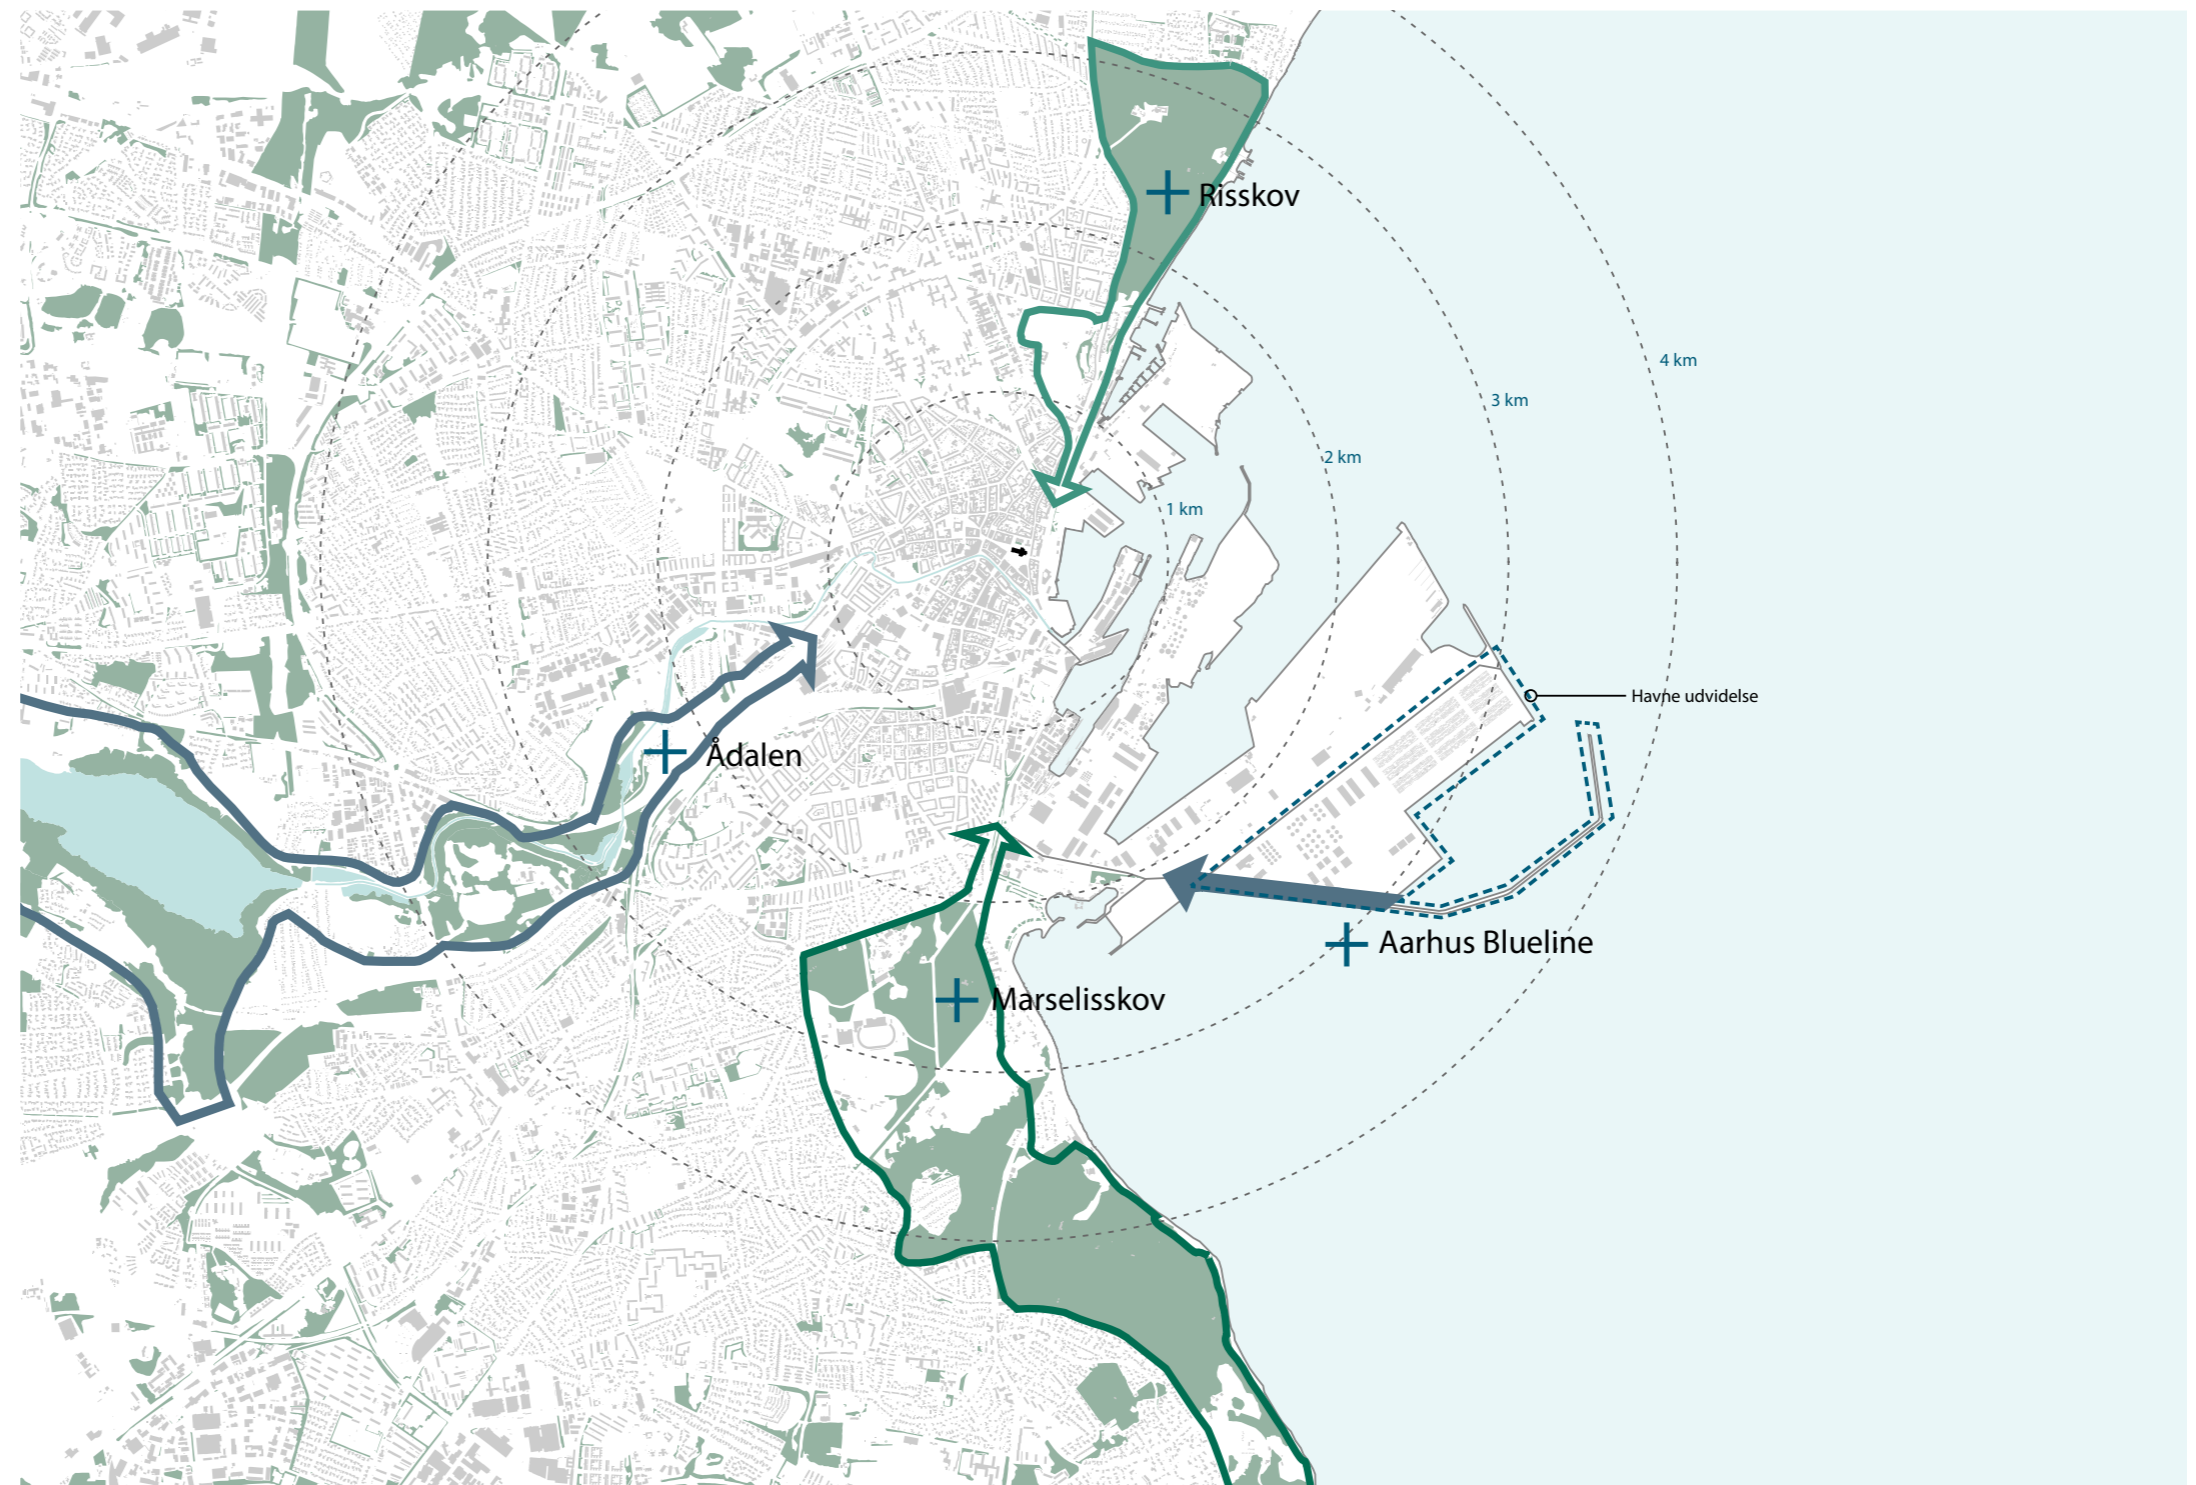 Risskov
4 km
3 km
2 km
1 km
Havne udvidelse
Ådalen
Aarhus Blueline
Marselisskov